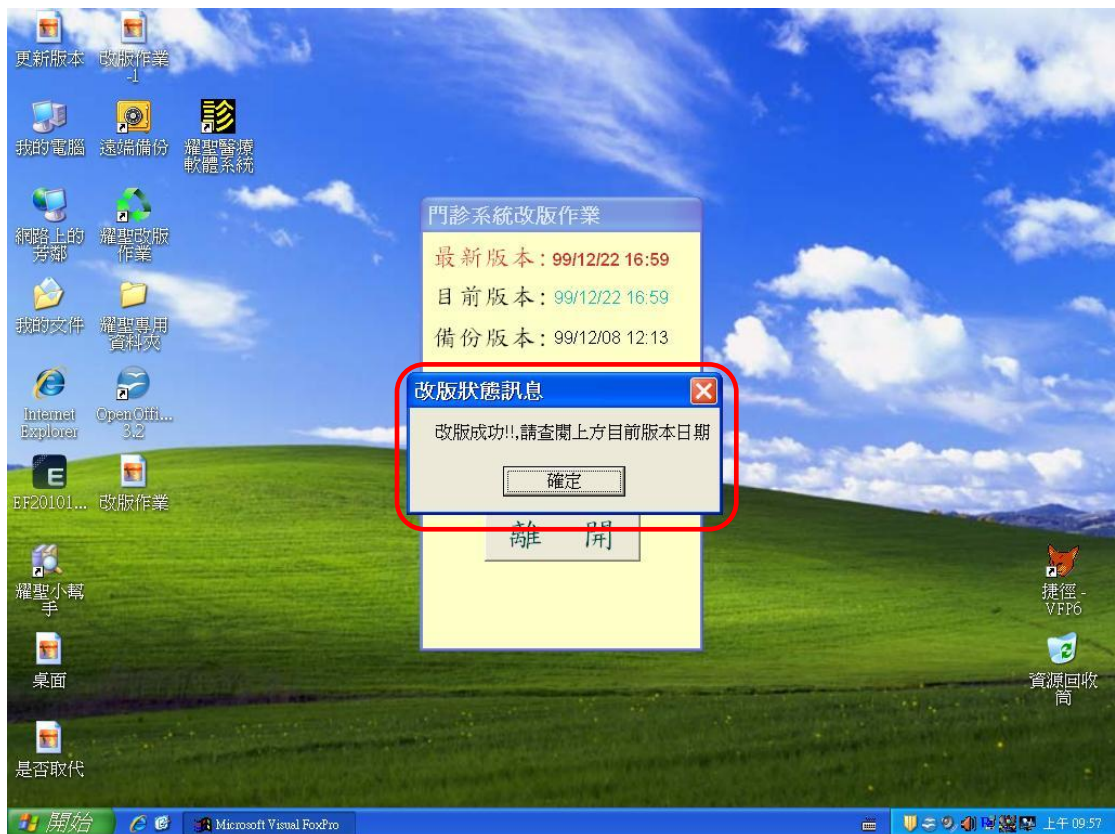 更新版本
改版作業
-1
我的電腦
遠端備份
耀聖醫療
軟體系統
網路上的
芳鄰
耀聖改版
作業
我的文件
耀聖專用
資料夾
Internet
Explorer
OpenOffi...
3.2
EF20101...
改版作業
耀聖小幫
手
桌面
是否取代
門診系統改版作業
最新版本：99/12/22 16:59
目前版本：99/12/22 16:59
備份版本：99/12/08 12:13
改版狀態訊息
改版成功!!,請查閱上方目前版本日期
確定
離 開
捷徑 -
VFP6
資源回收
筒
開始
Microsoft Visual FoxPro
上午 09:57